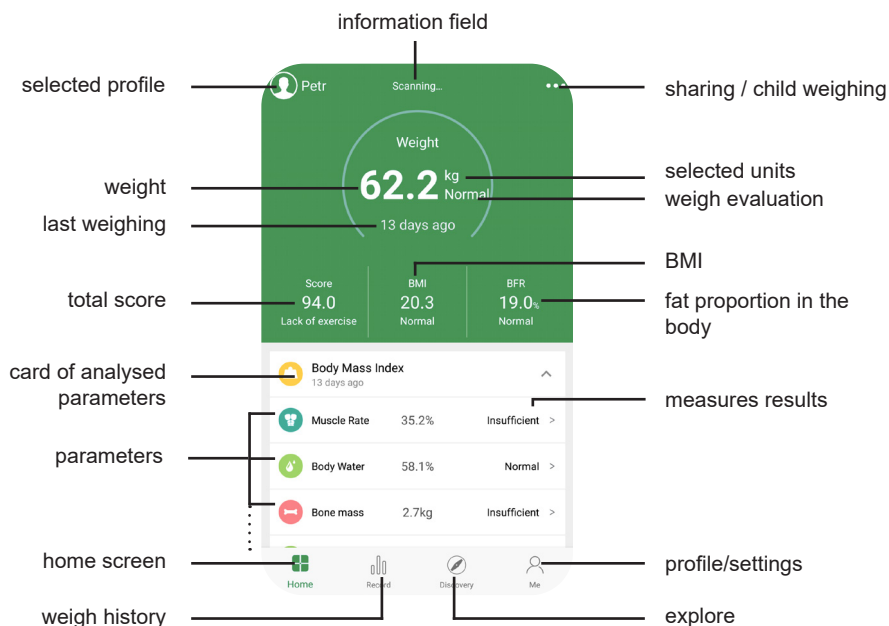 information field
selected profile
Petr
Scanning...
sharing / child weighing
Weight
weight
62.2 kg
Normal
selected units
weigh evaluation
last weighing
13 days ago
BMI
total score
Score
94.0
Lack of exercise
BMI
20.3
Normal
BFR
19.0%
Normal
fat proportion in the
body
card of analysed
parameters
Body Mass Index
13 days ago
measures results
Muscle Rate 35.2% Insufficient >
parameters
Body Water 58.1% Normal >
Bone mass 2.7kg Insufficient >
home screen
Home
Record
Discovery
Me
profile/settings
weigh history
explore